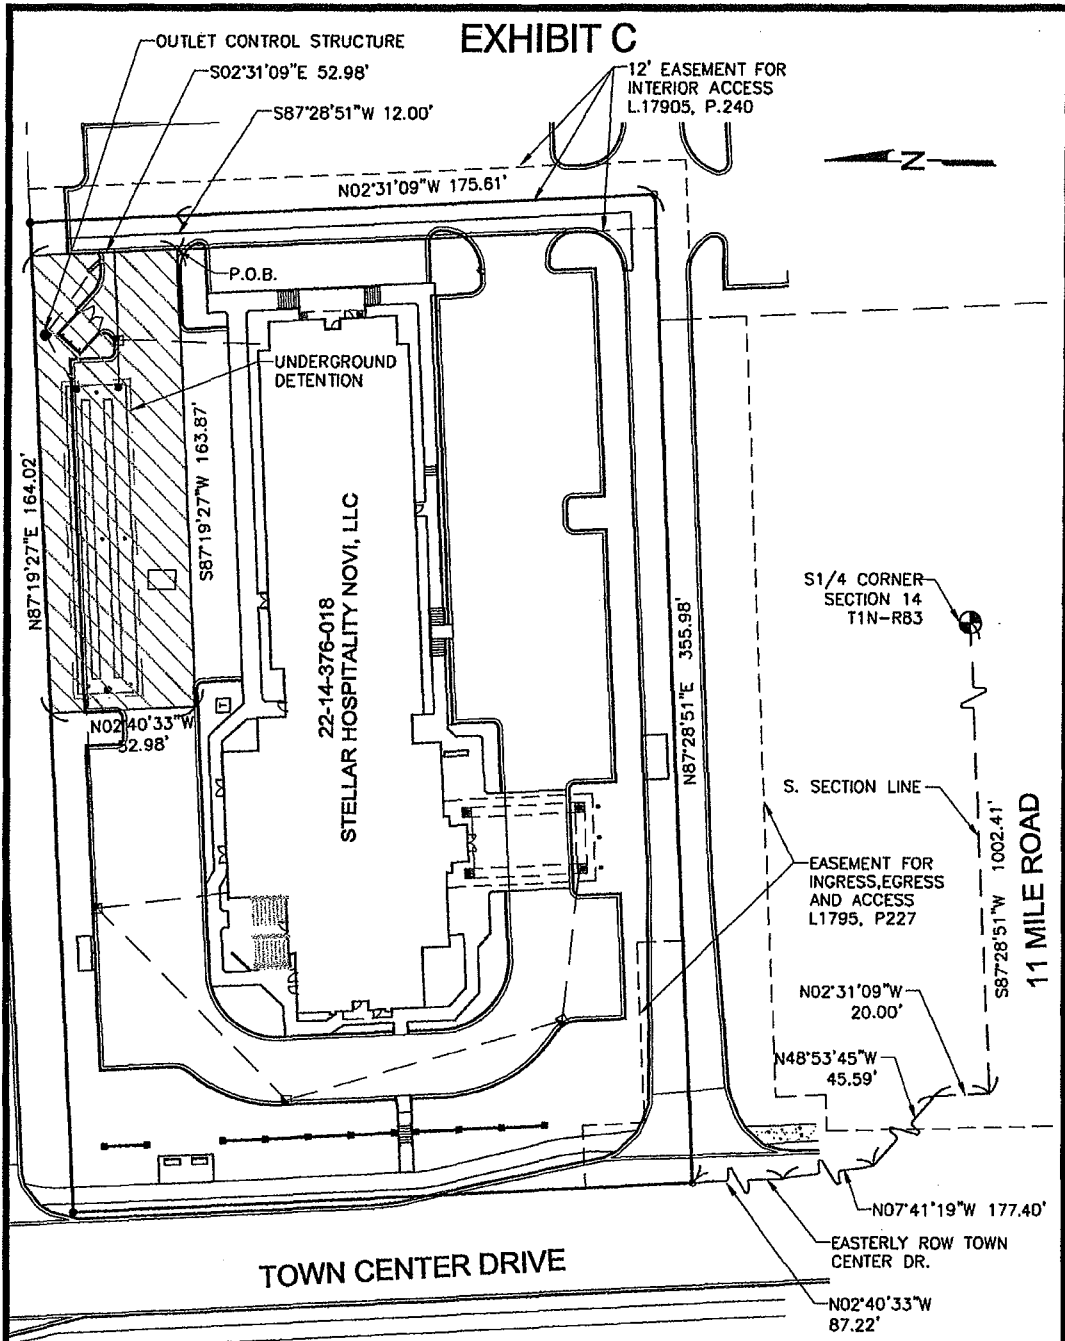 EXHIBIT C
OUTLET CONTROL STRUCTURE
S02°31'09"E 52.98'
S87°28'51"W 12.00'
12' EASEMENT FOR
INTERIOR ACCESS
L.17905, P.240
N
N02°31'09"W 175.61'
P.O.B.
UNDERGROUND
DETENTION
N87°19'27"E 164.02'
S87°19'27"W 163.87'
22-14-376-018
STELLAR HOSPITALITY NOVI, LLC
S1/4 CORNER
SECTION 14
T1N-R83
N87°28'51"E 355.98'
T
N02°40'33"W
52.98'
S. SECTION LINE
S87°28'51"W 1002.41'
11 MILE ROAD
EASEMENT FOR
INGRESS,EGRESS
AND ACCESS
L1795, P227
N02°31'09"W
20.00'
N48°53'45"W
45.59'
N07°41'19"W 177.40'
EASTERLY ROW TOWN
CENTER DR.
TOWN CENTER DRIVE
N02°40'33"W
87.22'